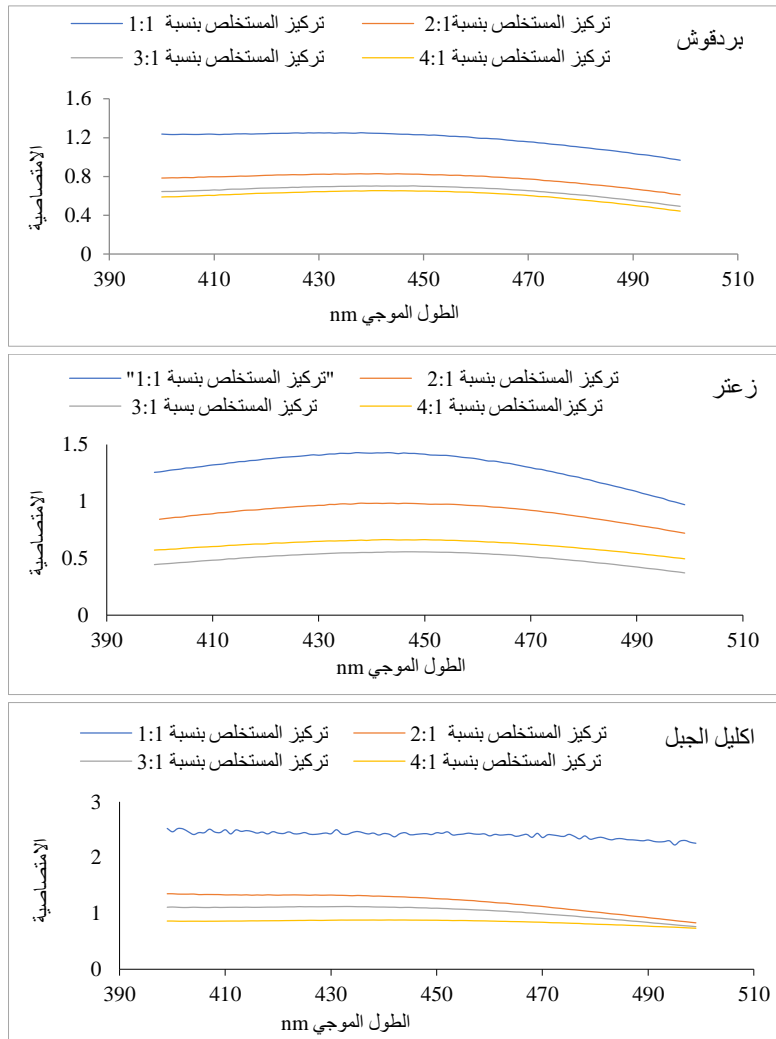 تركيز المستخلص بنسبة 1:1
تركيز المستخلص بنسبة2:1
تركيز المستخلص بنسبة 3:1
تركيز المستخلص بنسبة 4:1
بردقوش
1.6
1.2
0.8
0.4
0
الامتصاصية
390 410 430 450 470 490 510
الطول الموجي nm
"تركيز المستخلص بنسبة 1:1"
تركيز المستخلص بنسبة 2:1
تركيز المستخلص بسبة 3:1
تركيزالمستخلص بنسبة 4:1
زعتر
1.5
1
0.5
0
الامتصاصية
390 410 430 450 470 490 510
الطول الموجي nm
تركيز المستخلص بنسبة 1:1
تركيز المستخلص بنسبة 2:1
تركيز المستخلص بنسبة 3:1
تركيز المستخلص بنسبة 4:1
اكليل الجبل
3
2
1
0
الامتصاصية
390 410 430 450 470 490 510
الطول الموجي nm